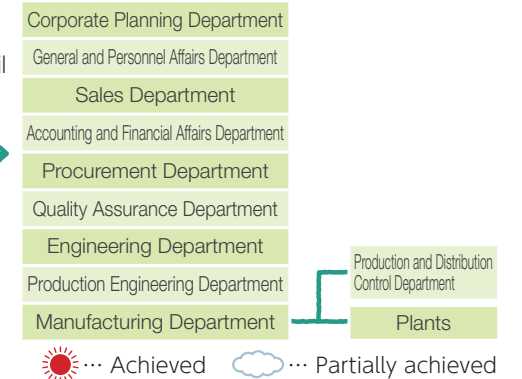 Corporate Planning Department
General and Personnel Affairs Department
Sales Department
Accounting and Financial Affairs Department
Procurement Department
Quality Assurance Department
Engineering Department
Production Engineering Department
Manufacturing Department
Production and Distribution
Control Department
Plants
··· Achieved
··· Partially achieved